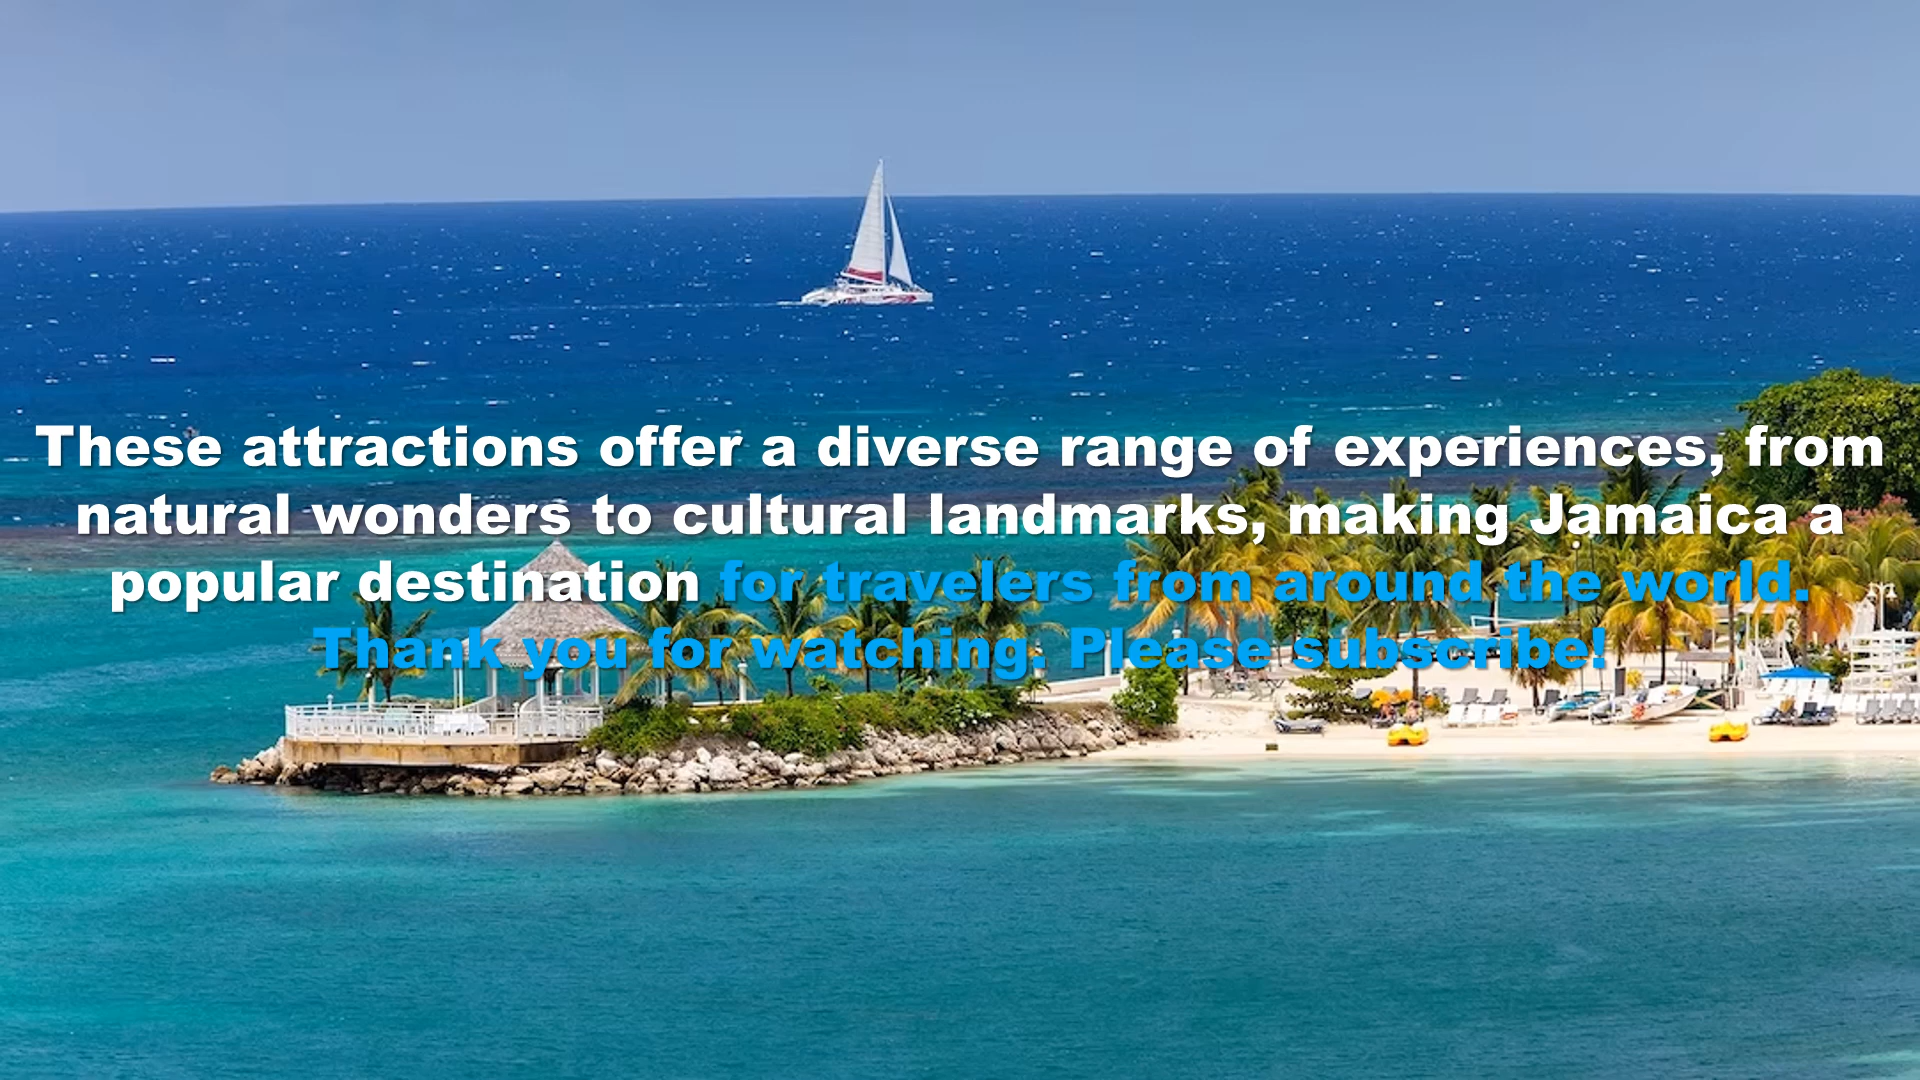 These attractions offer a diverse range of experiences, from
natural wonders to cultural landmarks, making Jamaica a
popular destination for travelers from around the world.
Thank you for watching. Please subscribe!